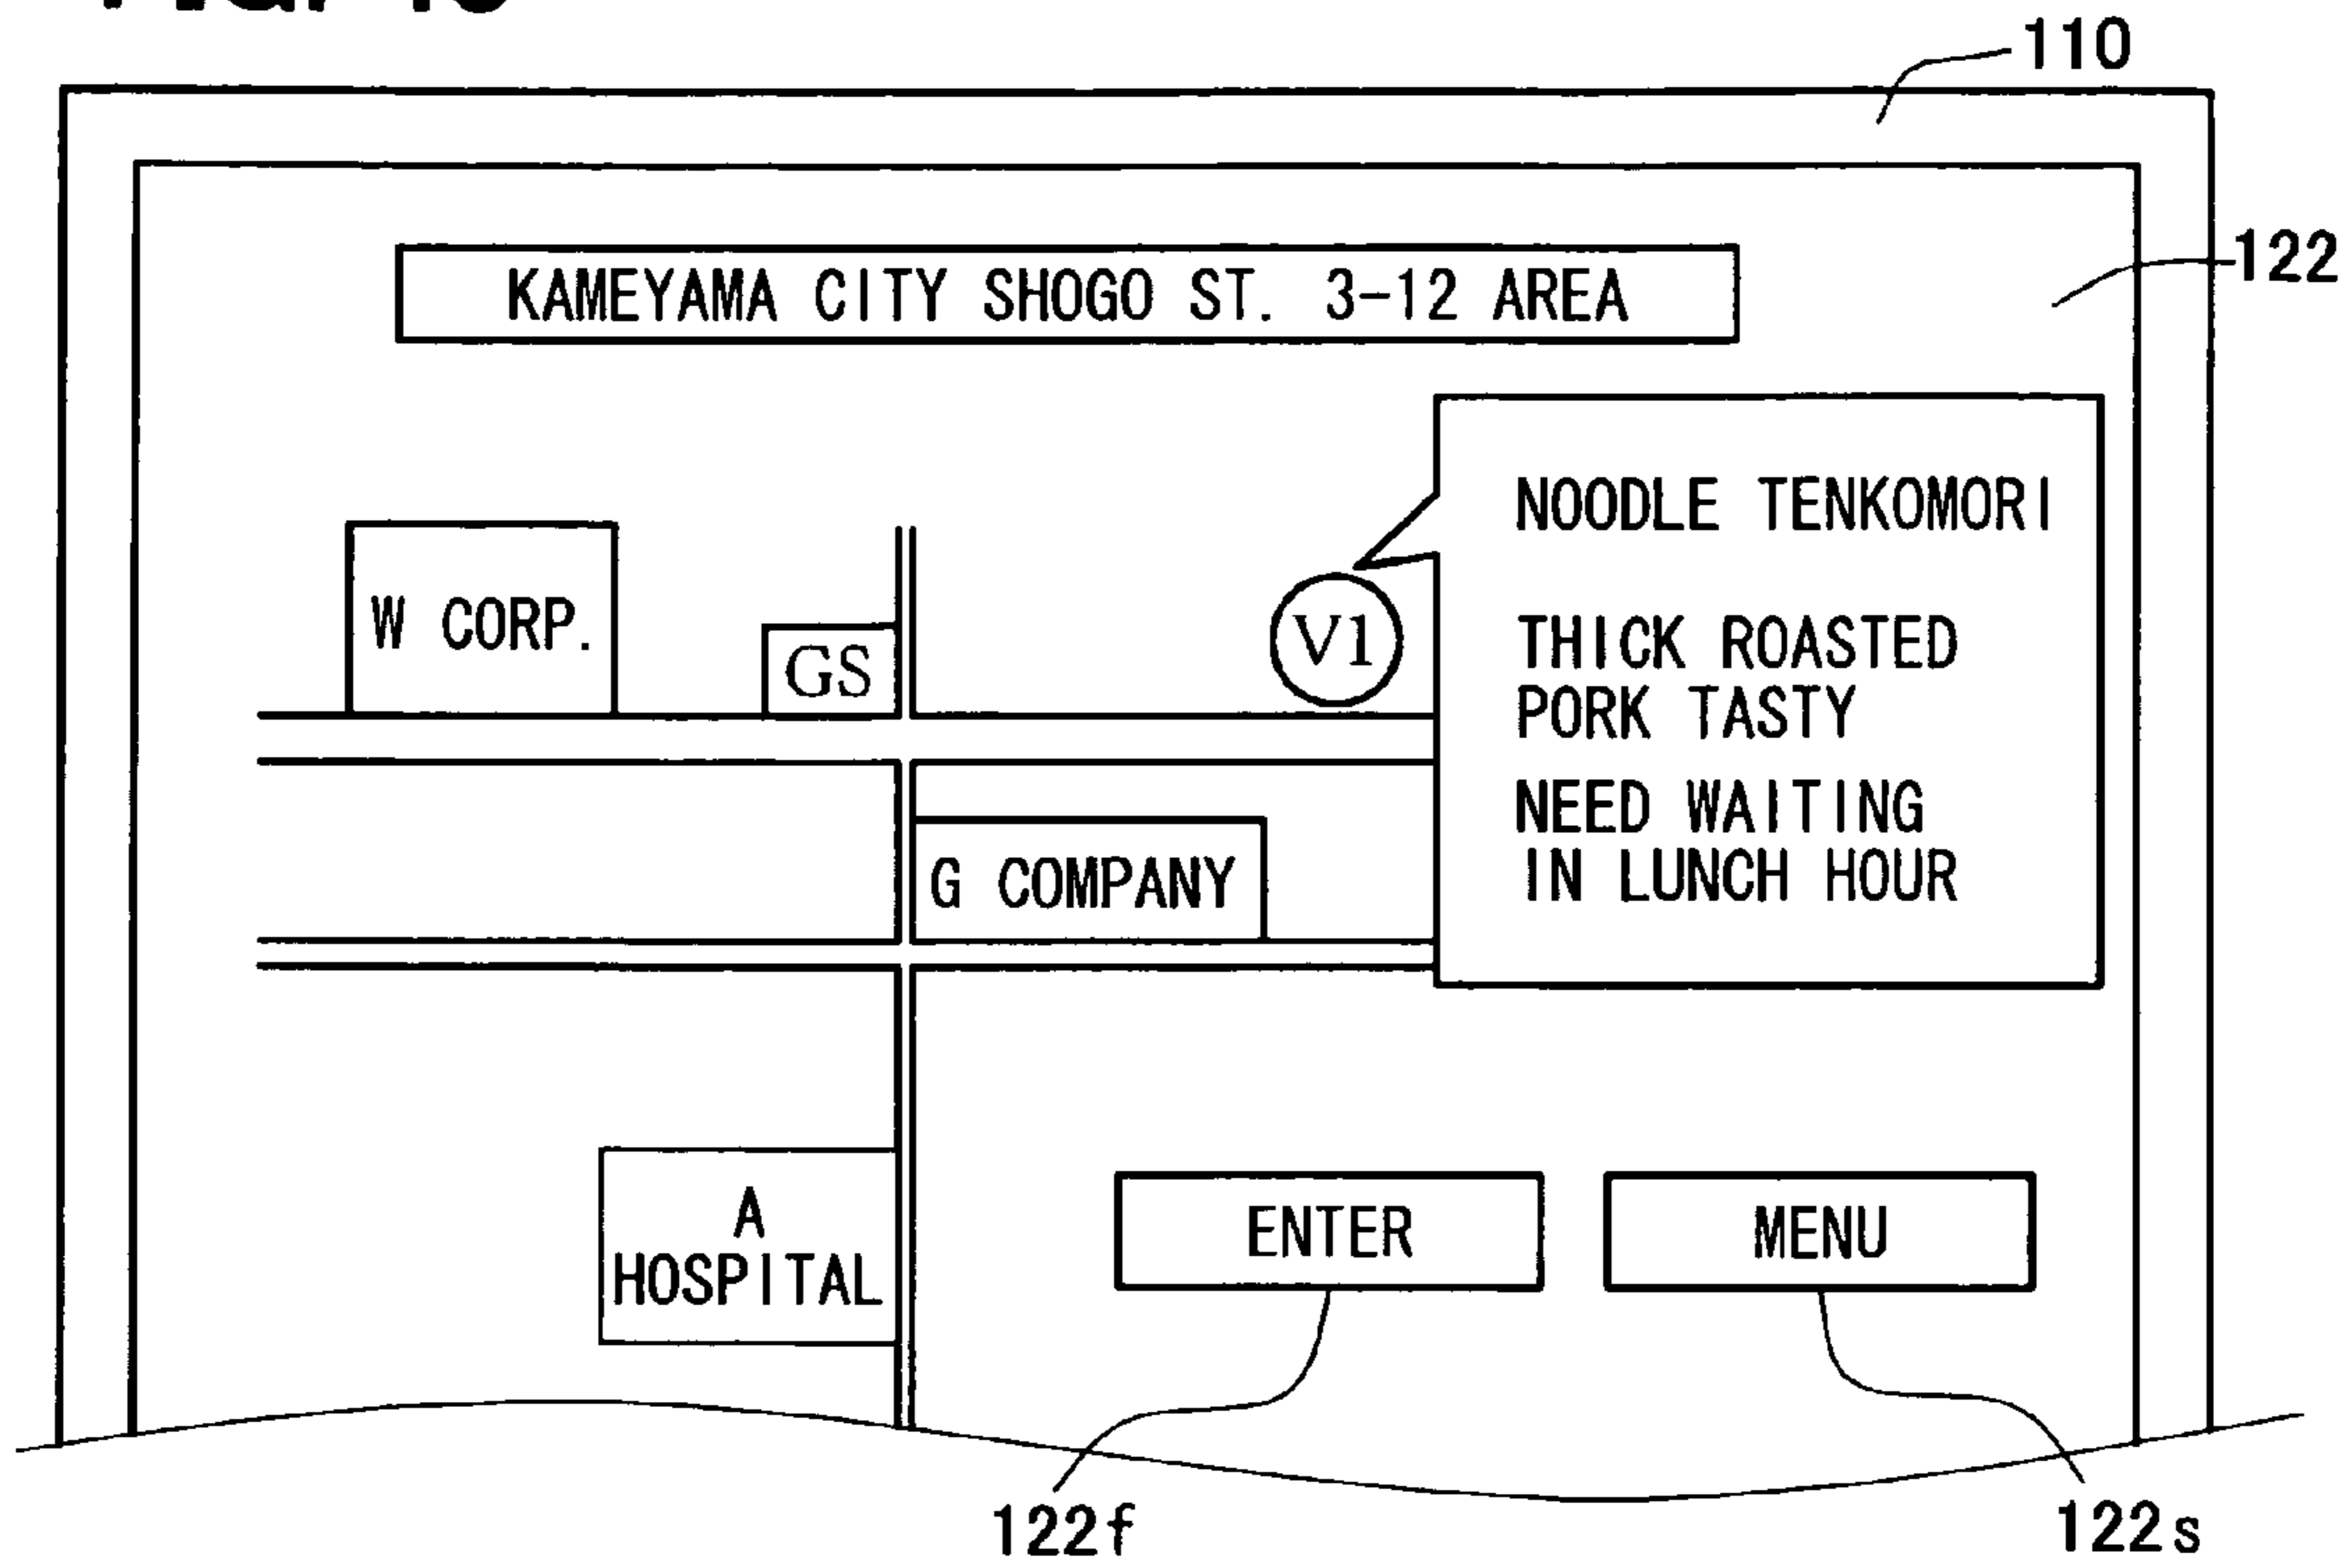 110
122
KAMEYAMA CITY SHOGO ST. 3-12 AREA
NOODLE TENKOMORI
THICK ROASTED
PORK TASTY
NEED WAITING
IN LUNCH HOUR
V1
W CORP.
GS
G COMPANY
A
HOSPITAL
ENTER
MENU
122f
122s